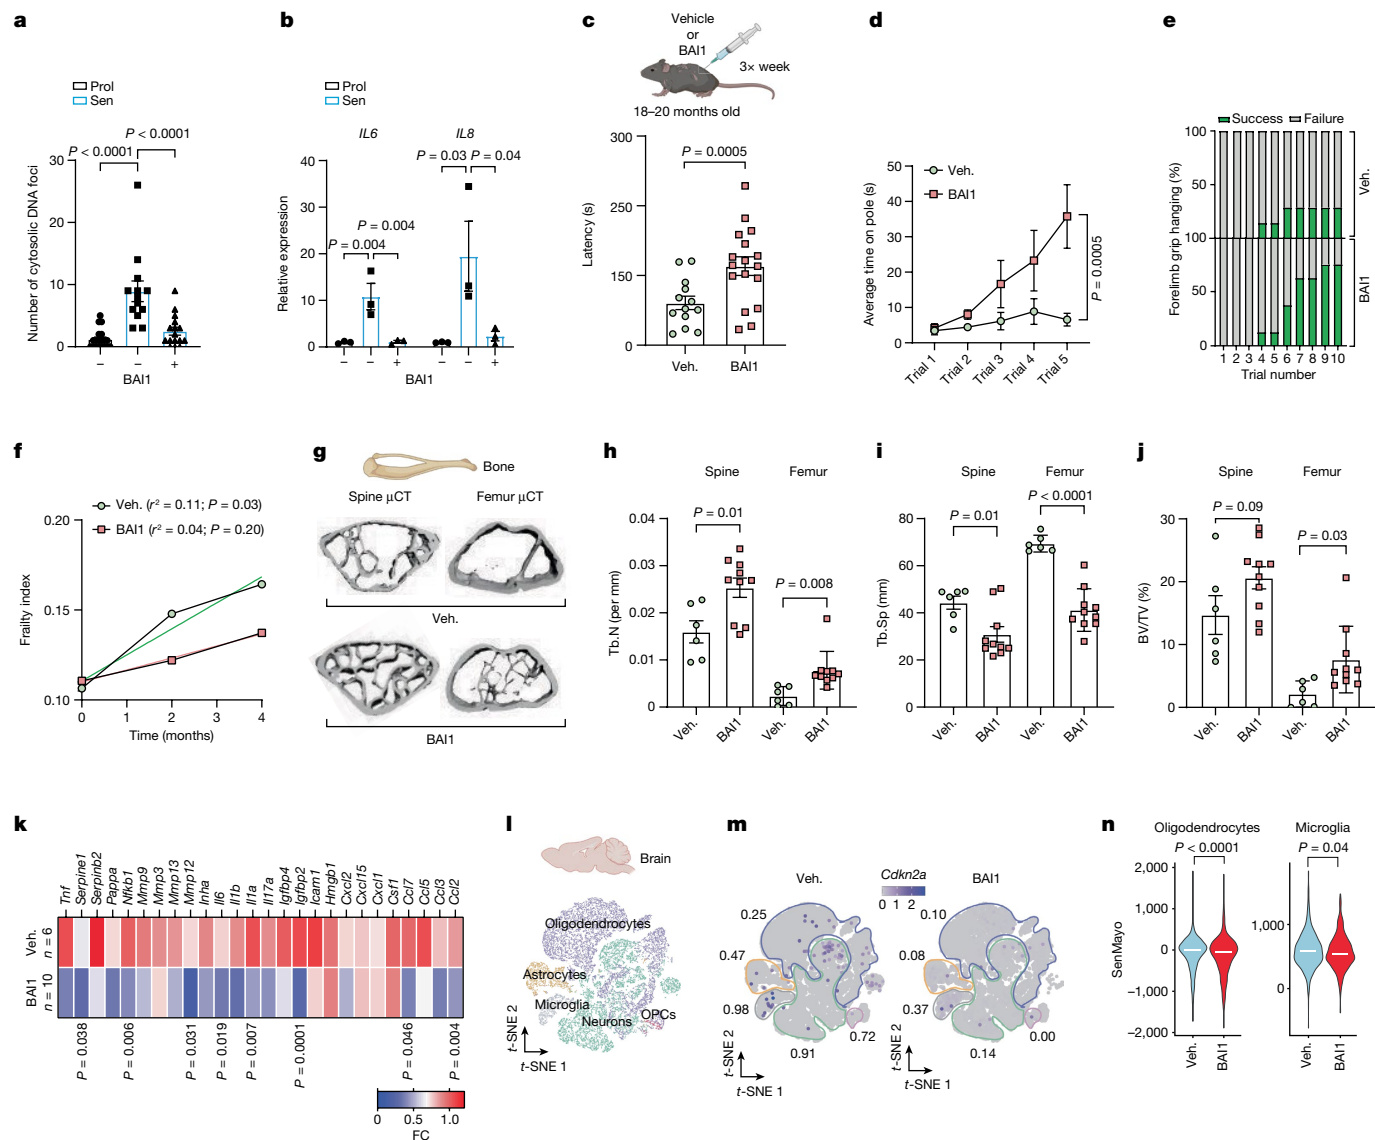 a
Prol
Sen
P < 0.0001
P < 0.0001
Number of cytosolic DNA foci
30
20
10
0
– – +
BAI1
b
Prol
Sen
IL6 IL8
P = 0.03 P = 0.04
P = 0.004
P = 0.004
Relative expression
40
30
20
10
0
– – + – – +
BAI1
c
Vehicle
or
BAI1
3× week
18–20 months old
P = 0.0005
Latency (s)
300
250
150
0
Veh. BAI1
d
Veh.
BAI1
Average time on pole (s)
50
40
30
20
10
0
P = 0.0005
Trial 1 Trial 2 Trial 3 Trial 4 Trial 5
e
Success Failure
Forelimb grip hanging (%)
100
50
100
50
0
Veh.
BAI1
1 2 3 4 5 6 7 8 9 10
Trial number
f
Veh. (r² = 0.11; P = 0.03)
BAI1 (r² = 0.04; P = 0.20)
Frailty index
0.20
0.15
0.10
0 1 2 3 4
Time (months)
g
Bone
Spine µCT Femur µCT
Veh.
BAI1
h
Spine Femur
P = 0.01
P = 0.008
Tb.N (per mm)
0.04
0.03
0.02
0.01
0
Veh. BAI1 Veh. BAI1
i
Spine Femur
P < 0.0001
P = 0.01
Tb.Sp (mm)
80
60
40
20
0
Veh. BAI1 Veh. BAI1
j
Spine Femur
P = 0.09
P = 0.03
BV/TV (%)
30
20
10
0
Veh. BAI1 Veh. BAI1
k
Tnf Serpine1 Serpinb2 Pappa Nfkb1 Mmp9 Mmp3 Mmp13 Mmp12 Inha Il6 Il1b Il1a Il17a Igfbp4 Igfbp2 Icam1 Hmgb1 Cxcl2 Cxcl15 Cxcl1 Csf1 Ccl7 Ccl5 Ccl3 Ccl2
Veh.
n = 6
BAI1
n = 10
P = 0.038 P = 0.0006 P = 0.031 P = 0.019 P = 0.007 P = 0.0001 P = 0.046 P = 0.004
0 0.5 1.0
FC
l
Brain
Oligodendrocytes
Astrocytes
Microglia
Neurons
OPCs
t-SNE 2
t-SNE 1
m
Veh.
Cdkn2a
0 1 2
BAI1
0.25
0.47
0.98
0.91
0.72
0.10
0.08
0.37
0.14
0.00
t-SNE 2
t-SNE 1
t-SNE 2
t-SNE 1
n
Oligodendrocytes
P < 0.0001
Microglia
P = 0.04
SenMayo
2,000
1,000
0
−1,000
−2,000
1,000
0
Veh. BAI1 Veh. BAI1